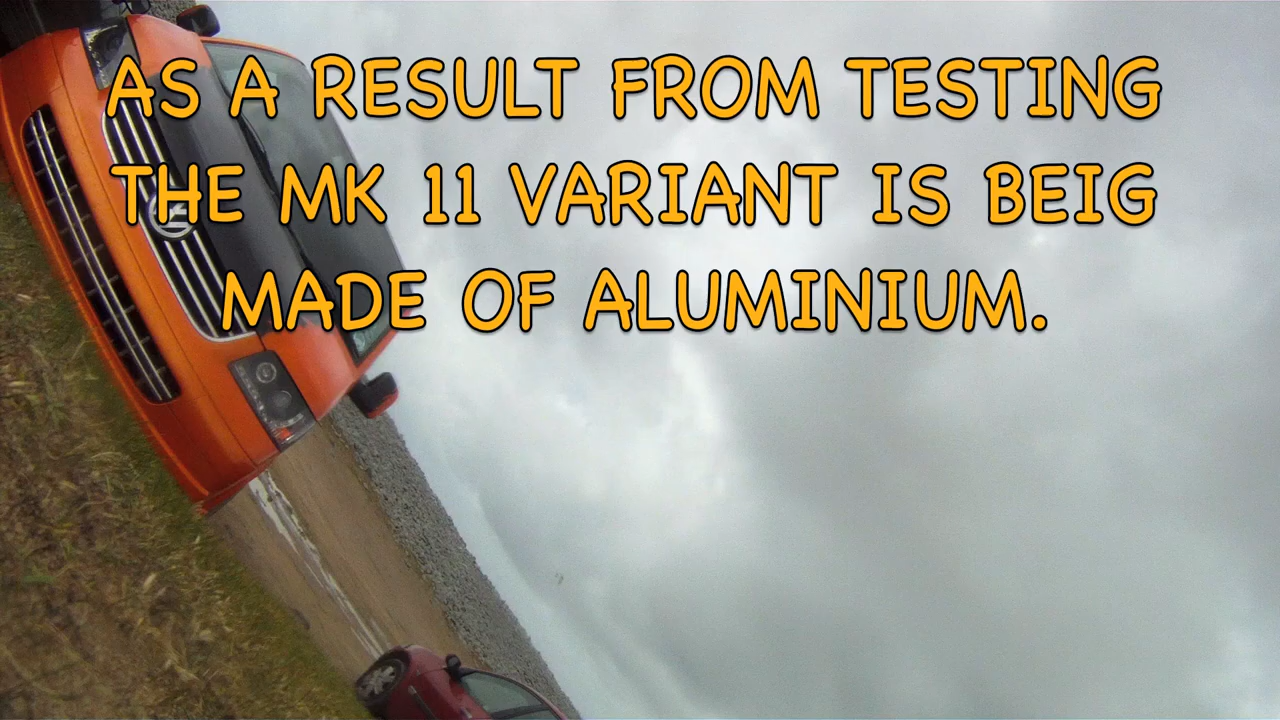 AS A RESULT FROM TESTING
THE MK 11 VARIANT IS BEIG
MADE OF ALUMINIUM.